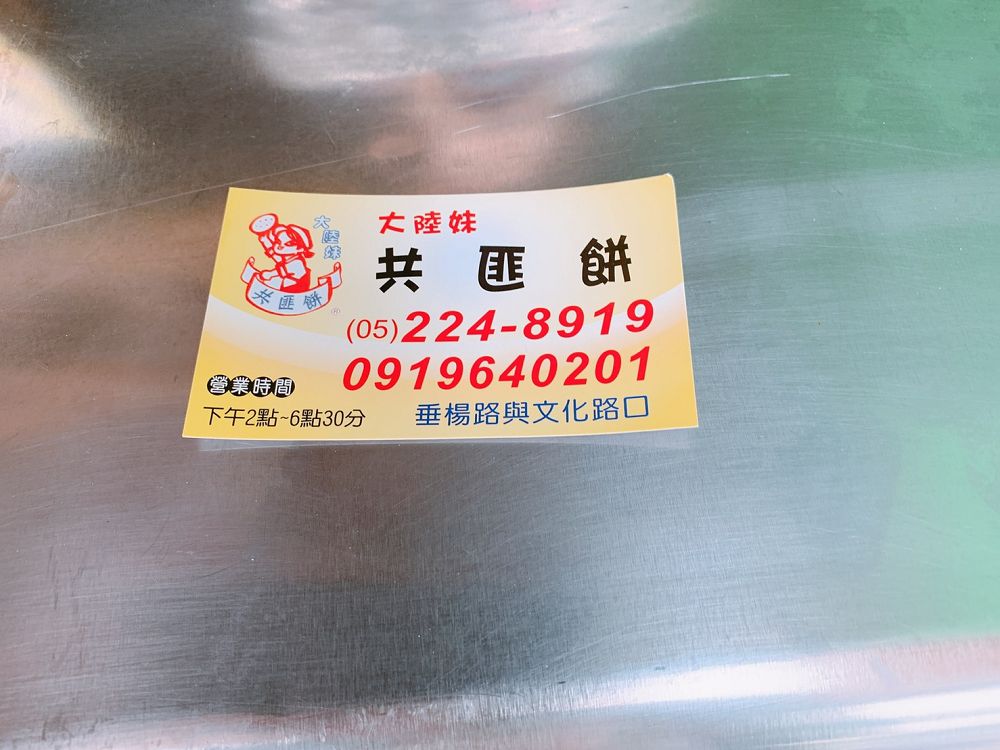 大陸妹
共匪餅
®
大陸妹
共匪餅
(05)224-8919
0919640201
營業時間
下午2點~6點30分
垂楊路與文化路口